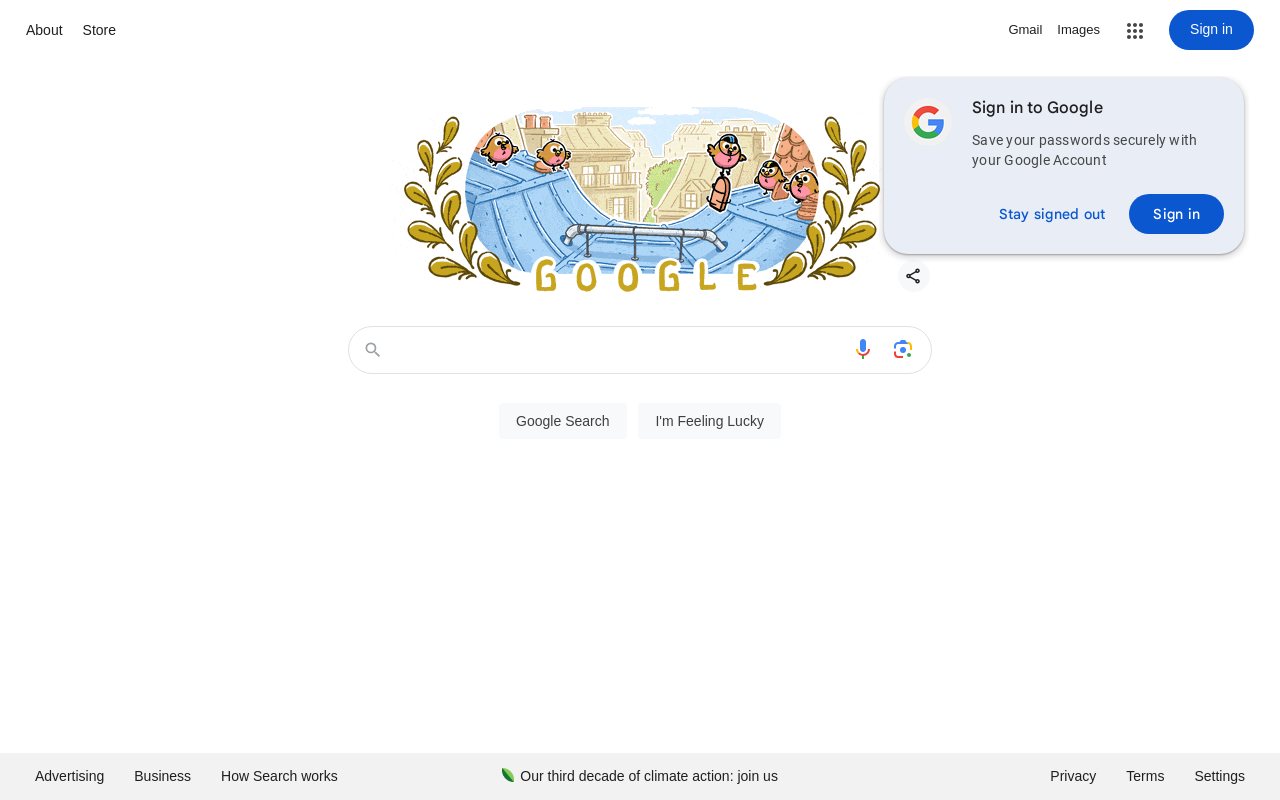 About
Store
Gmail
Images
Sign in
Sign in to Google
Save your passwords securely with
your Google Account
Stay signed out
Sign in
GOOGLE
Google Search
I'm Feeling Lucky
Advertising
Business
How Search works
Our third decade of climate action: join us
Privacy
Terms
Settings